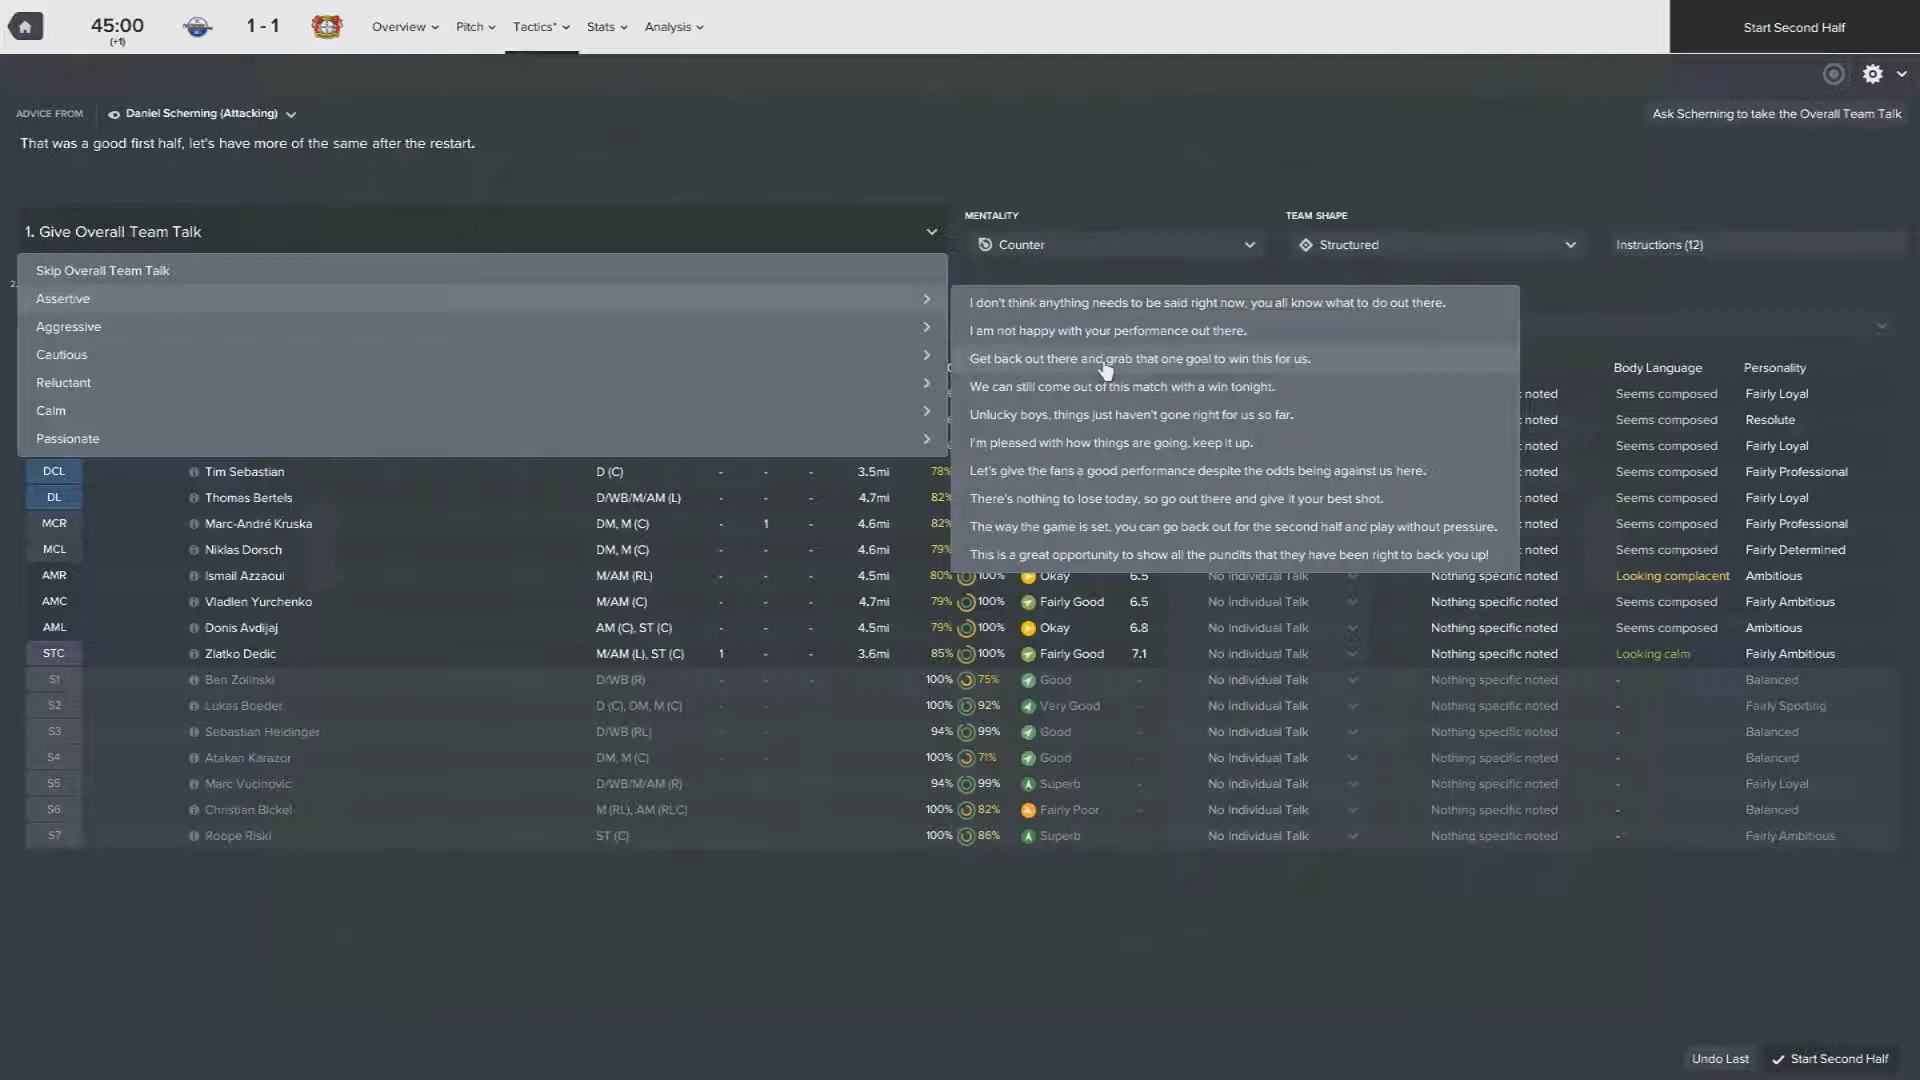 45:00 1 - 1 Overview Pitch Tactics* Stats Analysis Start Second Half
(+1)
ADVICE FROM Daniel Scherning (Attacking) Ask Scherning to take the Overall Team Talk
That was a good first half, let's have more of the same after the restart.
MENTALITY TEAM SHAPE
1. Give Overall Team Talk Counter Structured Instructions (12)
Skip Overall Team Talk
2.
Assertive
Aggressive
Cautious
Reluctant
Calm
Passionate
I don't think anything needs to be said right now, you all know what to do out there.
I am not happy with your performance out there.
Get back out there and grab that one goal to win this for us.
We can still come out of this match with a win tonight.
Unlucky boys, things just haven't gone right for us so far.
I'm pleased with how things are going, keep it up.
Let's give the fans a good performance despite the odds being against us here.
There's nothing to lose today, so go out there and give it your best shot.
The way the game is set, you can go back out for the second half and play without pressure.
This is a great opportunity to show all the pundits that they have been right to back you up!
Body Language Personality
noted Seems composed Fairly Loyal
noted Seems composed Resolute
noted Seems composed Fairly Loyal
DCL Tim Sebastian D (C) - - - 3.5mi 78% noted Seems composed Fairly Professional
DL Thomas Bertels D/WB/M/AM (L) - - - 4.7mi 82% noted Seems composed Fairly Loyal
MCR Marc-André Kruska DM, M (C) - 1 - 4.6mi 82% noted Seems composed Fairly Professional
MCL Niklas Dorsch DM, M (C) - - - 4.6mi 79% noted Seems composed Fairly Determined
AMR Ismail Azzaoui M/AM (RL) - - - 4.5mi 80% 100% Okay 6.5 No Individual Talk Nothing specific noted Looking complacent Ambitious
AMC Vladlen Yurchenko M/AM (C) - - - 4.7mi 79% 100% Fairly Good 6.5 No Individual Talk Nothing specific noted Seems composed Fairly Ambitious
AML Donis Avdijaj AM (C), ST (C) - - - 4.5mi 79% 100% Okay 6.8 No Individual Talk Nothing specific noted Seems composed Ambitious
STC Zlatko Dedic M/AM (L), ST (C) 1 - - 3.6mi 85% 100% Fairly Good 7.1 No Individual Talk Nothing specific noted Looking calm Fairly Ambitious
S1 Ben Zolinski D/WB (R) - - - 100% 75% Good - No Individual Talk Nothing specific noted - Balanced
S2 Lukas Boeder D (C), DM, M (C) - - 100% 92% Very Good - No Individual Talk Nothing specific noted - Fairly Sporting
S3 Sebastian Heidinger D/WB (RL) - - 94% 99% Good - No Individual Talk Nothing specific noted - Balanced
S4 Atakan Karazor DM, M (C) - - 100% 71% Good - No Individual Talk Nothing specific noted - Balanced
S5 Marc Vucinovic D/WB/M/AM (R) 94% 99% Superb - No Individual Talk Nothing specific noted - Fairly Loyal
S6 Christian Bickel M (RL), AM (RLC) 100% 82% Fairly Poor - No Individual Talk Nothing specific noted - Balanced
S7 Roope Riski ST (C) 100% 86% Superb - No Individual Talk Nothing specific noted - Fairly Ambitious
Undo Last Start Second Half